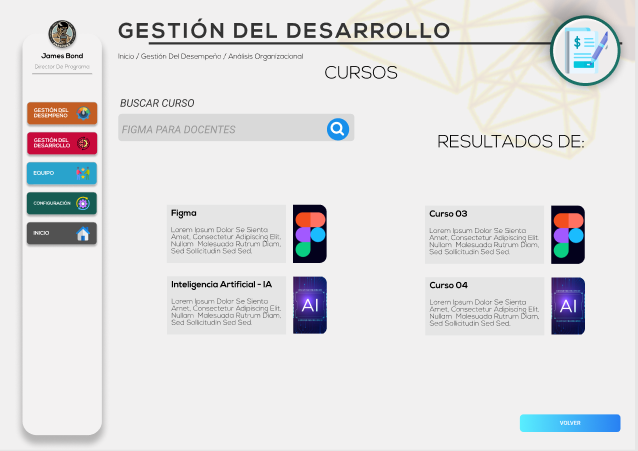 GESTIÓN DEL DESARROLLO
James Bond
Director De Programa
Inicio / Gestión Del Desempeño / Análisis Organizacional
CURSOS
GESTIÓN DEL
DESEMPEÑO
GESTIÓN DEL
DESARROLLO
EQUIPO
CONFIGURACIÓN
INICIO
BUSCAR CURSO
FIGMA PARA DOCENTES
RESULTADOS DE:
Figma
Lorem Ipsum Dolor Se Sienta
Amet, Consectetur Adipiscing Elit.
Nullam Malesuada Rutrum Diam,
Sed Sollicitudin Sed Sed.
Curso 03
Lorem Ipsum Dolor Se Sienta
Amet, Consectetur Adipiscing Elit.
Nullam Malesuada Rutrum Diam,
Sed Sollicitudin Sed Sed.
Inteligencia Artificial - IA
Lorem Ipsum Dolor Se Sienta
Amet, Consectetur Adipiscing Elit.
Nullam Malesuada Rutrum Diam,
Sed Sollicitudin Sed Sed.
AI
Curso 04
Lorem Ipsum Dolor Se Sienta
Amet, Consectetur Adipiscing Elit.
Nullam Malesuada Rutrum Diam,
Sed Sollicitudin Sed Sed.
AI
VOLVER